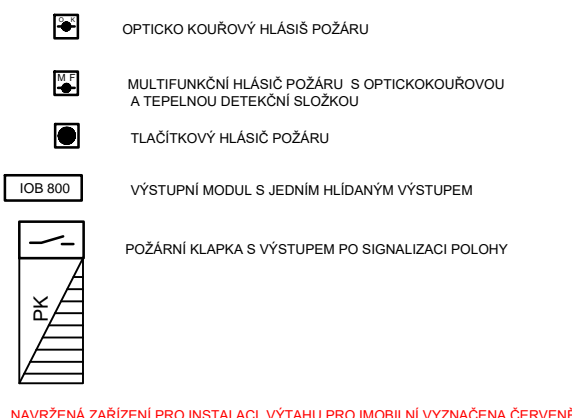 O K
OPTICKO KOUŘOVÝ HLÁSIŠ POŽÁRU
M F
MULTIFUNKČNÍ HLÁSIČ POŽÁRU S OPTICKOKOUŘOVOU
A TEPELNOU DETEKČNÍ SLOŽKOU
TLAČÍTKOVÝ HLÁSIČ POŽÁRU
IOB 800
VÝSTUPNÍ MODUL S JEDNÍM HLÍDANÝM VÝSTUPEM
POŽÁRNÍ KLAPKA S VÝSTUPEM PO SIGNALIZACI POLOHY
PK
NAVRŽENÁ ZAŘÍZENÍ PRO INSTALACI VÝTAHU PRO IMOBILNÍ VYZNAČENA ČERVENĚ